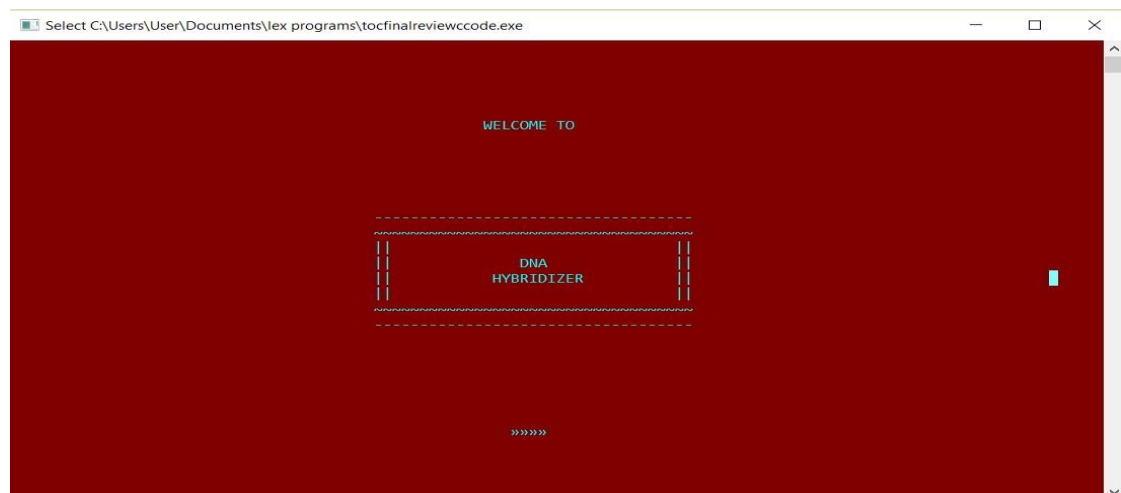 Select C:\Users\User\Documents\lex programs\tocfinalreviewccode.exe
WELCOME TO
-----------------------------------
~~~~~~~~~~~~~~~~~~~~~~~~~~~~~~~~~~~
|| ||
|| DNA ||
|| HYBRIDIZER ||
|| ||
~~~~~~~~~~~~~~~~~~~~~~~~~~~~~~~~~~~
-----------------------------------
»»»»